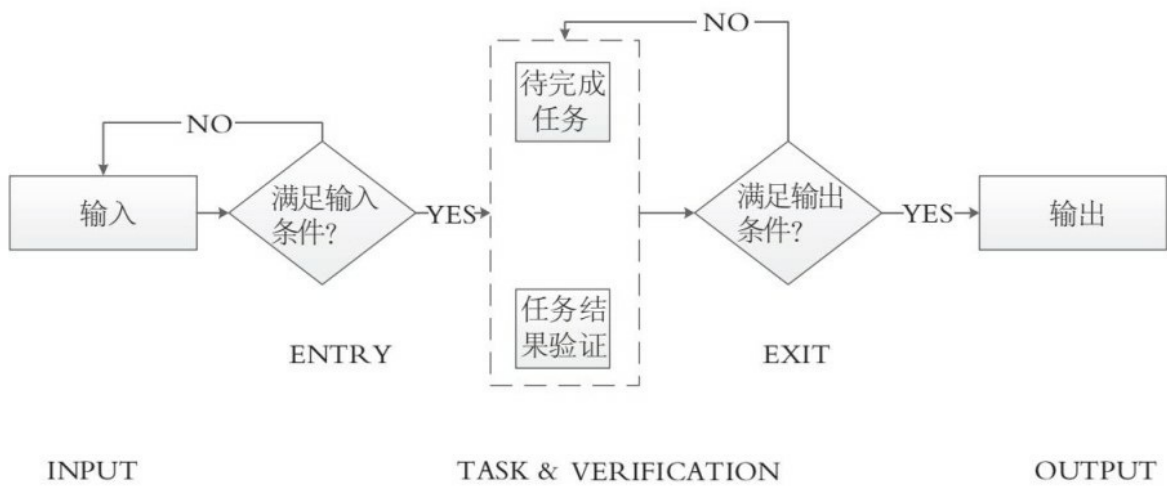 NO
待完成
任务
NO
输入
满足输入
条件?
YES
满足输出
条件?
YES
输出
任务结
果验证
ENTRY
EXIT
INPUT
TASK & VERIFICATION
OUTPUT